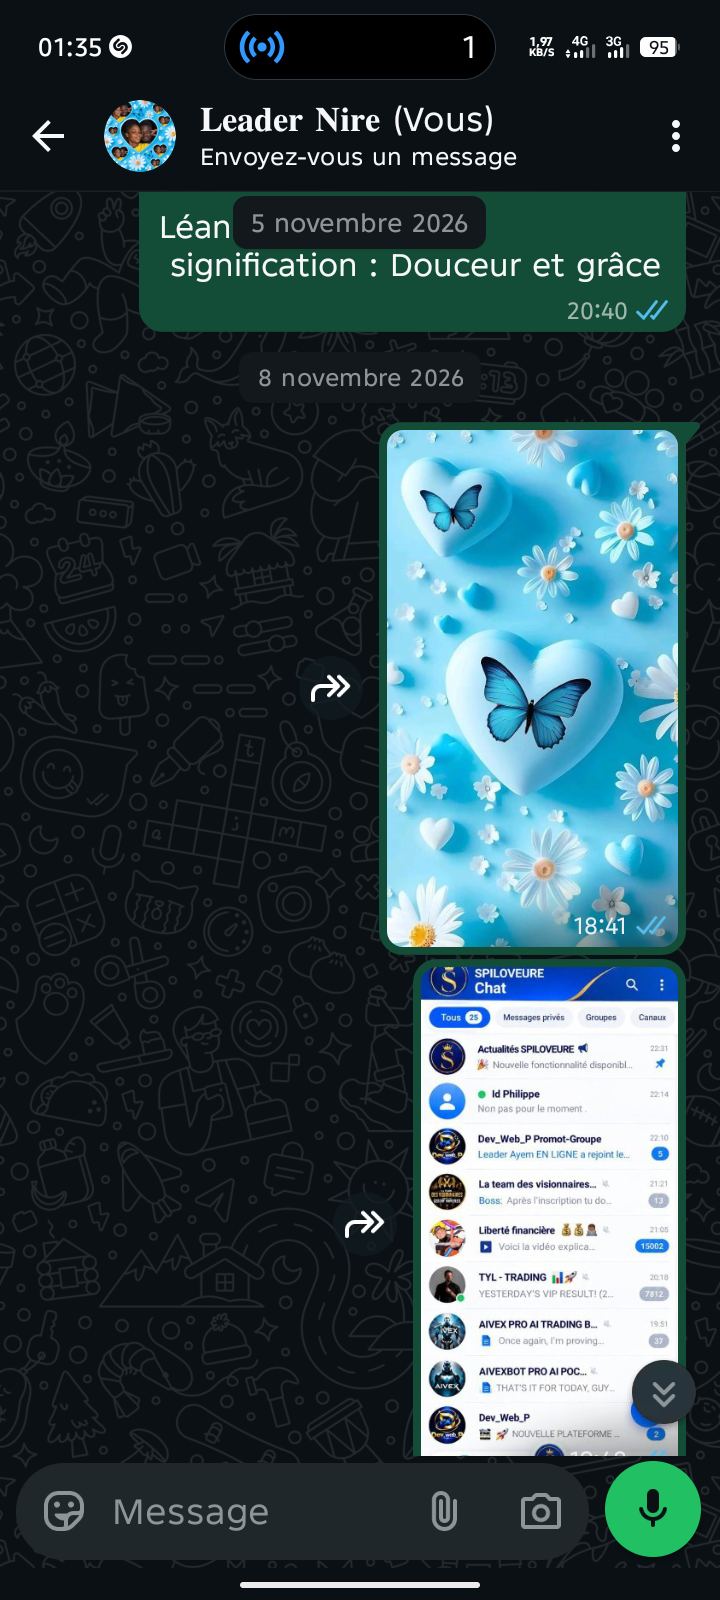 01:35
1
1,97 KB/S 4G 3G 95
Leader Nire (Vous)
Envoyez-vous un message
5 novembre 2026
Léan
signification : Douceur et grâce
20:40
8 novembre 2026
18:41
SPILOVEURE
Chat
Tous 25 Messages privés Groupes Canaux
Actualités SPILOVEURE 22:31
Nouvelle fonctionnalité disponibl...
Id Philippe 22:14
Non pas pour le moment .
Dev_Web_P Promot-Groupe 22:10
Leader Ayem EN LIGNE a rejoint le... 5
La team des visionnaires... 21:21
Boss: Après l'inscription tu do... 13
Liberté financière 21:05
Voici la vidéo explica... 15002
TYL - TRADING 20:18
YESTERDAY'S VIP RESULT! (2... 7812
AIVEX PRO AI TRADING B... 19:51
Once again, I'm proving... 37
AIVEXBOT PRO AI POC...
THAT'S IT FOR TODAY, GUY...
Dev_Web_P
NOUVELLE PLATEFORME ... 2
Message